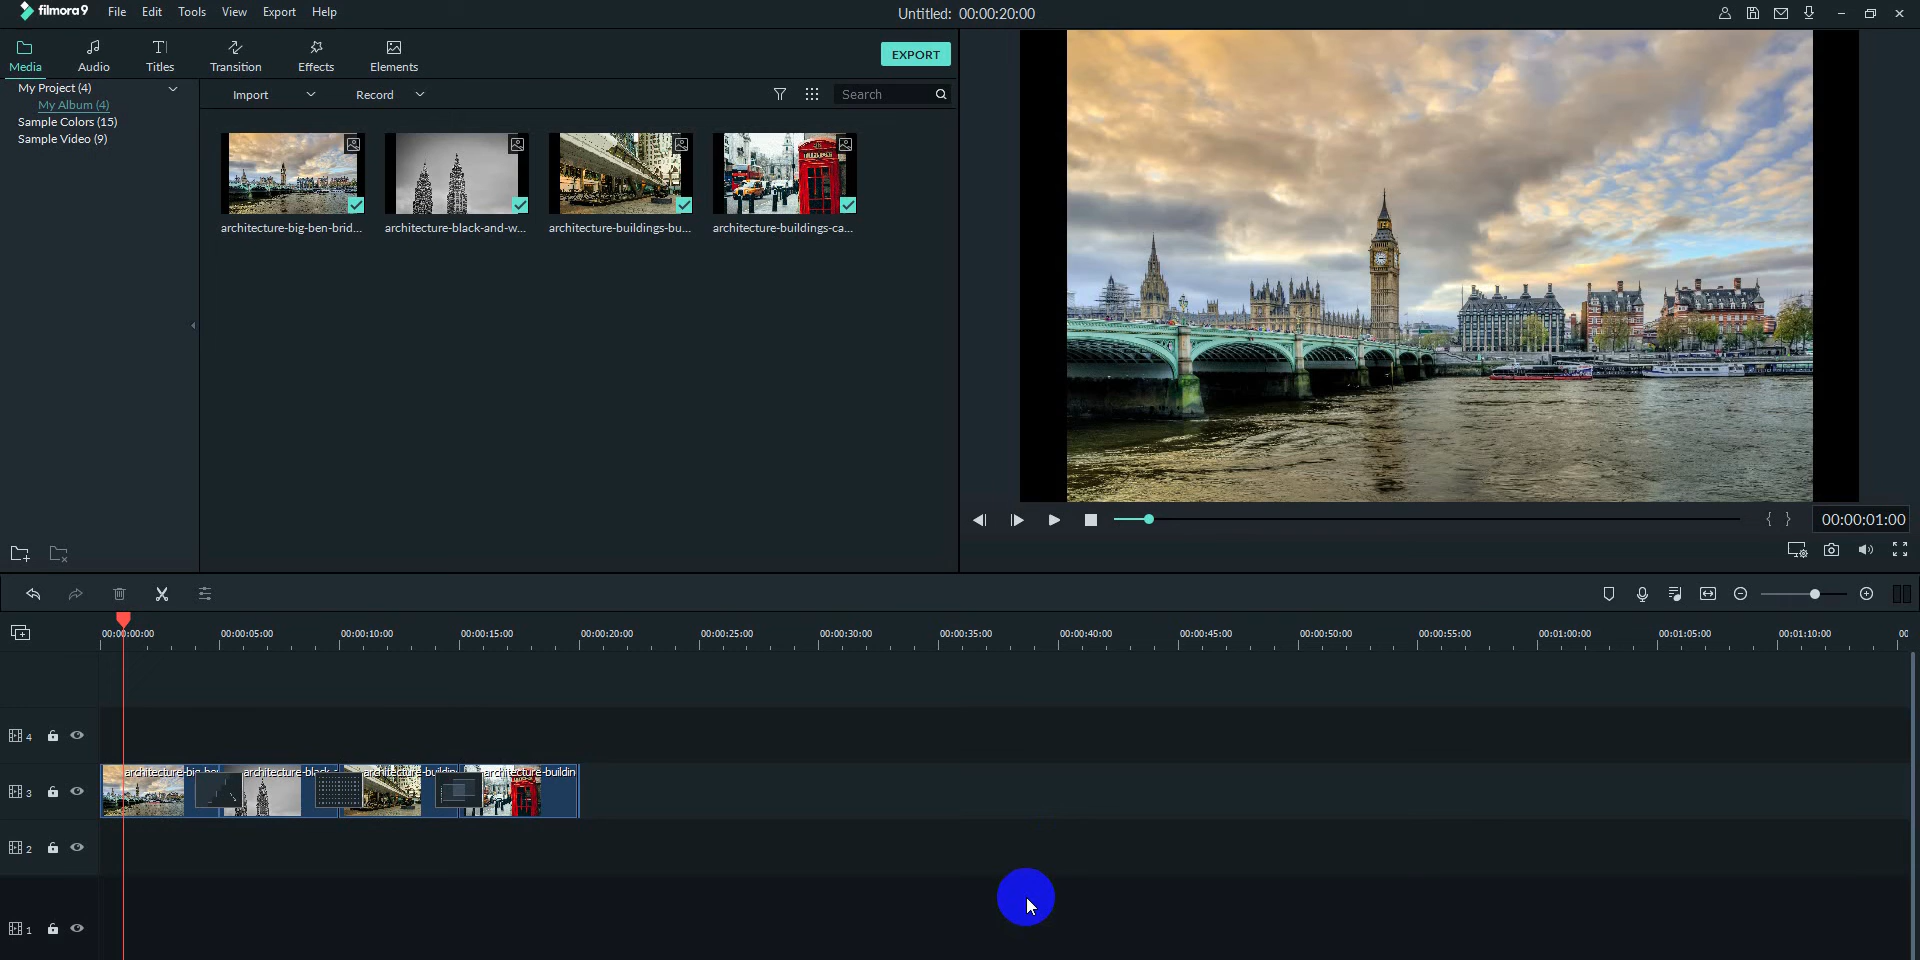 filmora9 File Edit Tools View Export Help
Untitled: 00:00:20:00
Media Audio Titles Transition Effects Elements
EXPORT
My Project (4)
My Album (4)
Sample Colors (15)
Sample Video (9)
Import Record Search
architecture-big-ben-brid... architecture-black-and-w... architecture-buildings-bu... architecture-buildings-ca...
00:00:01:00
00:00:00:00 00:00:05:00 00:00:10:00 00:00:15:00 00:00:20:00 00:00:25:00 00:00:30:00 00:00:35:00 00:00:40:00 00:00:45:00 00:00:50:00 00:00:55:00 00:01:00:00 00:01:05:00 00:01:10:00 00
4
architecture-big-be architecture-black- architecture-buildin architecture-buildin
3
2
1